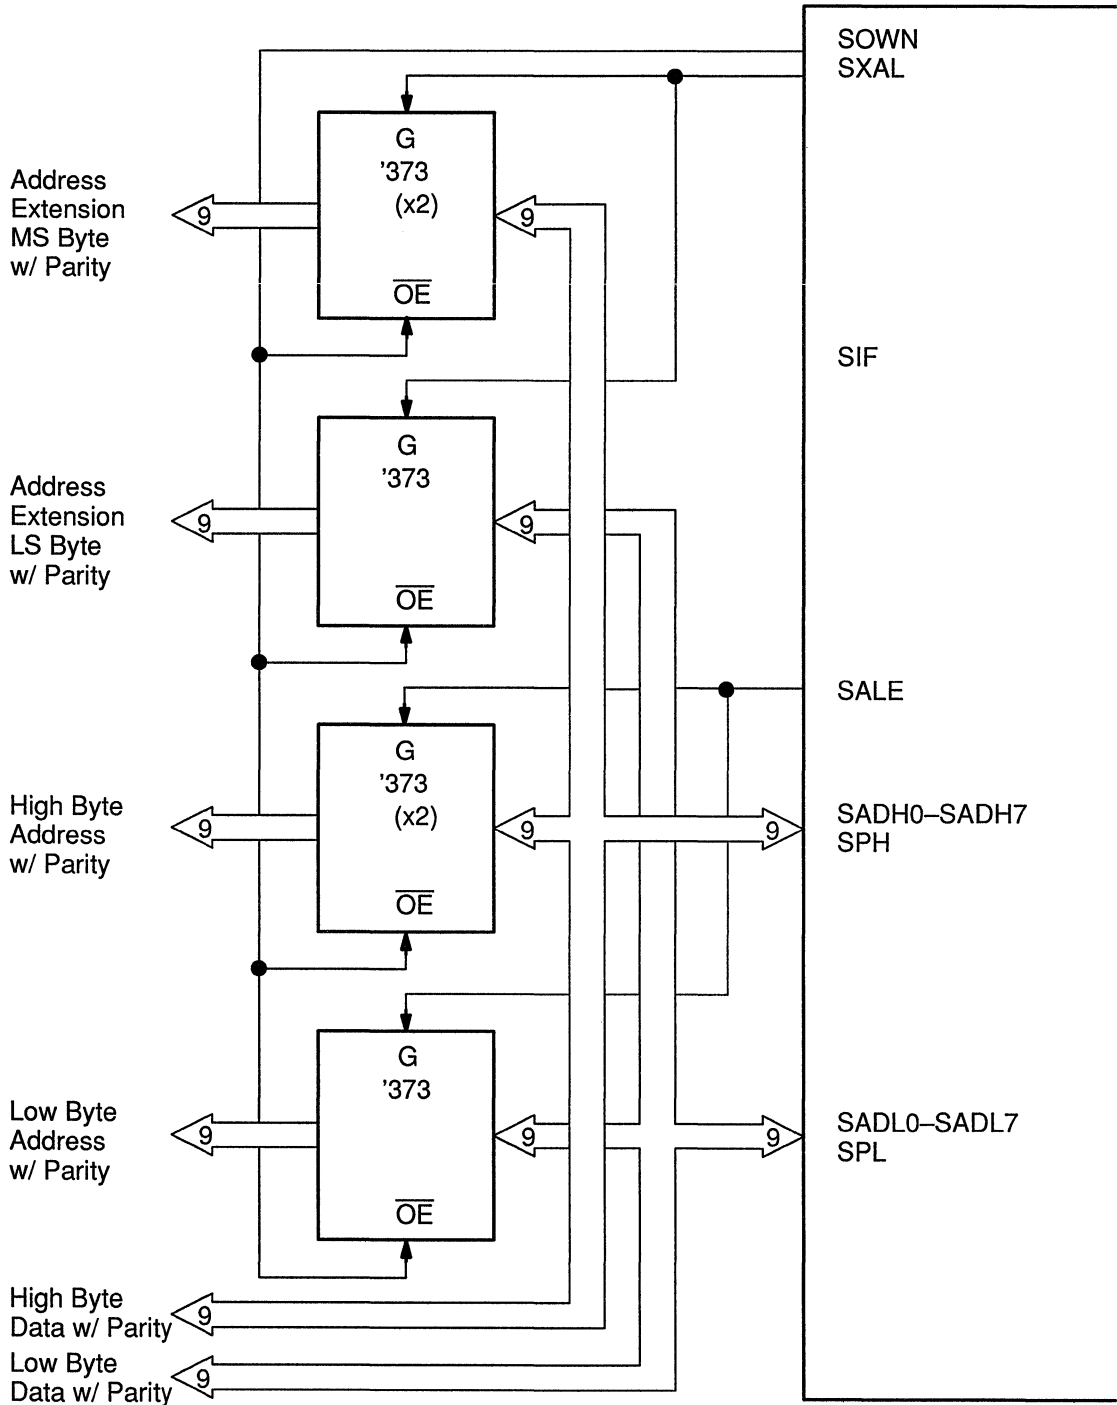 SOWN
SXAL
G
'373
(x2)
Address
Extension
MS Byte
w/ Parity
9
9
OE
SIF
G
'373
Address
Extension
LS Byte
w/ Parity
9
9
OE
SALE
G
'373
(x2)
High Byte
Address
w/ Parity
9
9
9
SADH0–SADH7
SPH
OE
G
'373
Low Byte
Address
w/ Parity
9
9
9
SADL0–SADL7
SPL
OE
High Byte
Data w/ Parity
9
Low Byte
Data w/ Parity
9